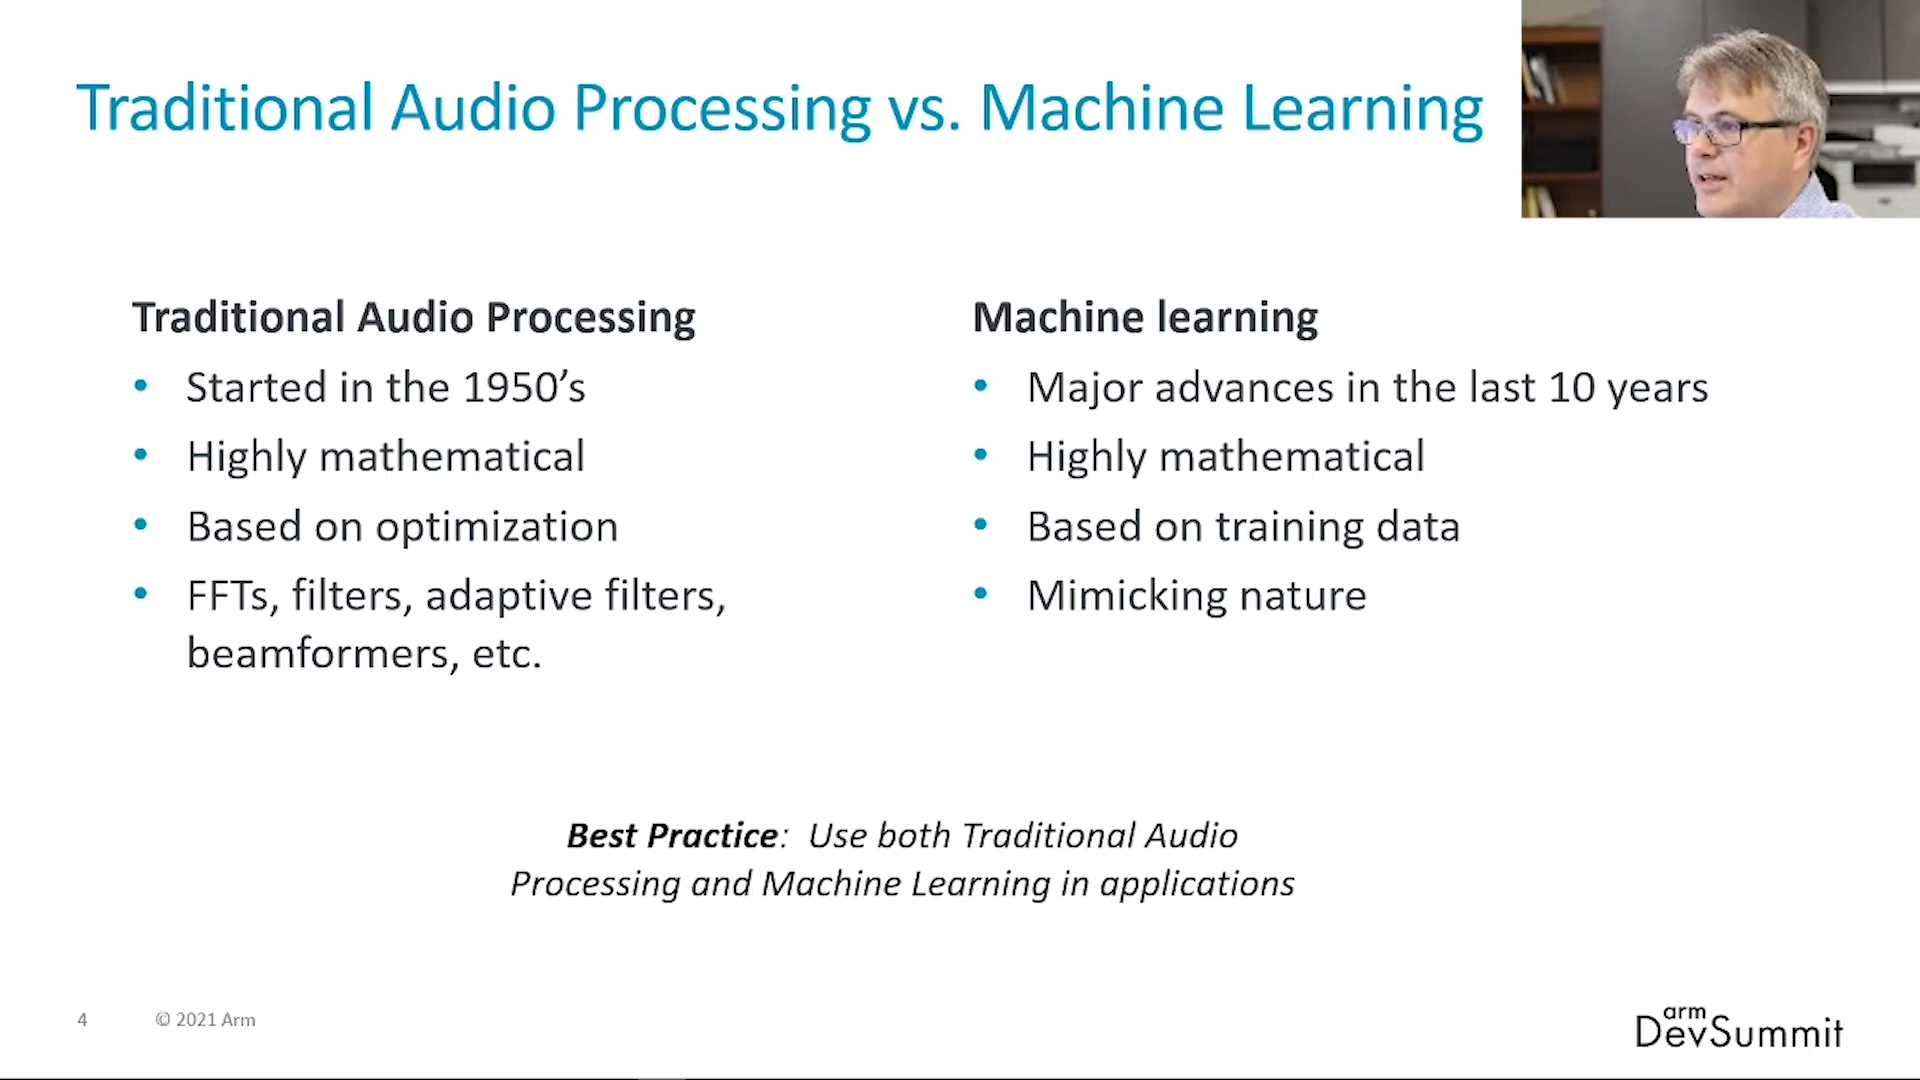 Traditional Audio Processing vs. Machine Learning
Traditional Audio Processing
• Started in the 1950’s
• Highly mathematical
• Based on optimization
• FFTs, filters, adaptive filters,
beamformers, etc.
Machine learning
• Major advances in the last 10 years
• Highly mathematical
• Based on training data
• Mimicking nature
Best Practice:  Use both Traditional Audio
Processing and Machine Learning in applications
4
© 2021 Arm
arm
DevSummit